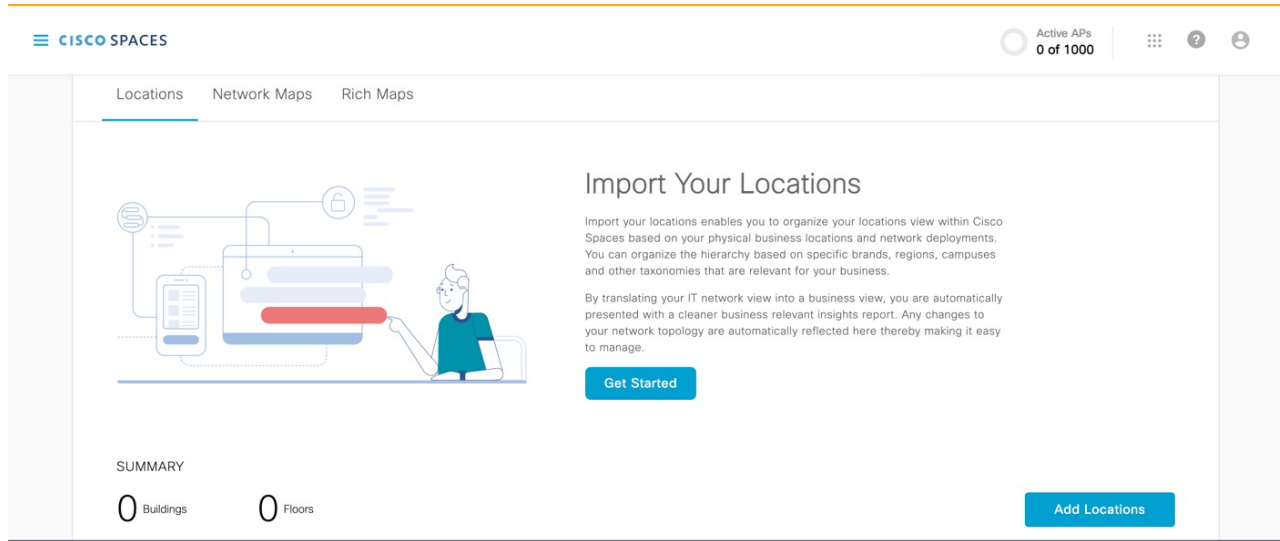 CISCO SPACES
Active APs
0 of 1000
?
Locations Network Maps Rich Maps
Import Your Locations
Import your locations enables you to organize your locations view within Cisco
Spaces based on your physical business locations and network deployments.
You can organize the hierarchy based on specific brands, regions, campuses
and other taxonomies that are relevant for your business.
By translating your IT network view into a business view, you are automatically
presented with a cleaner business relevant insights report. Any changes to
your network topology are automatically reflected here thereby making it easy
to manage.
Get Started
SUMMARY
0 Buildings 0 Floors
Add Locations